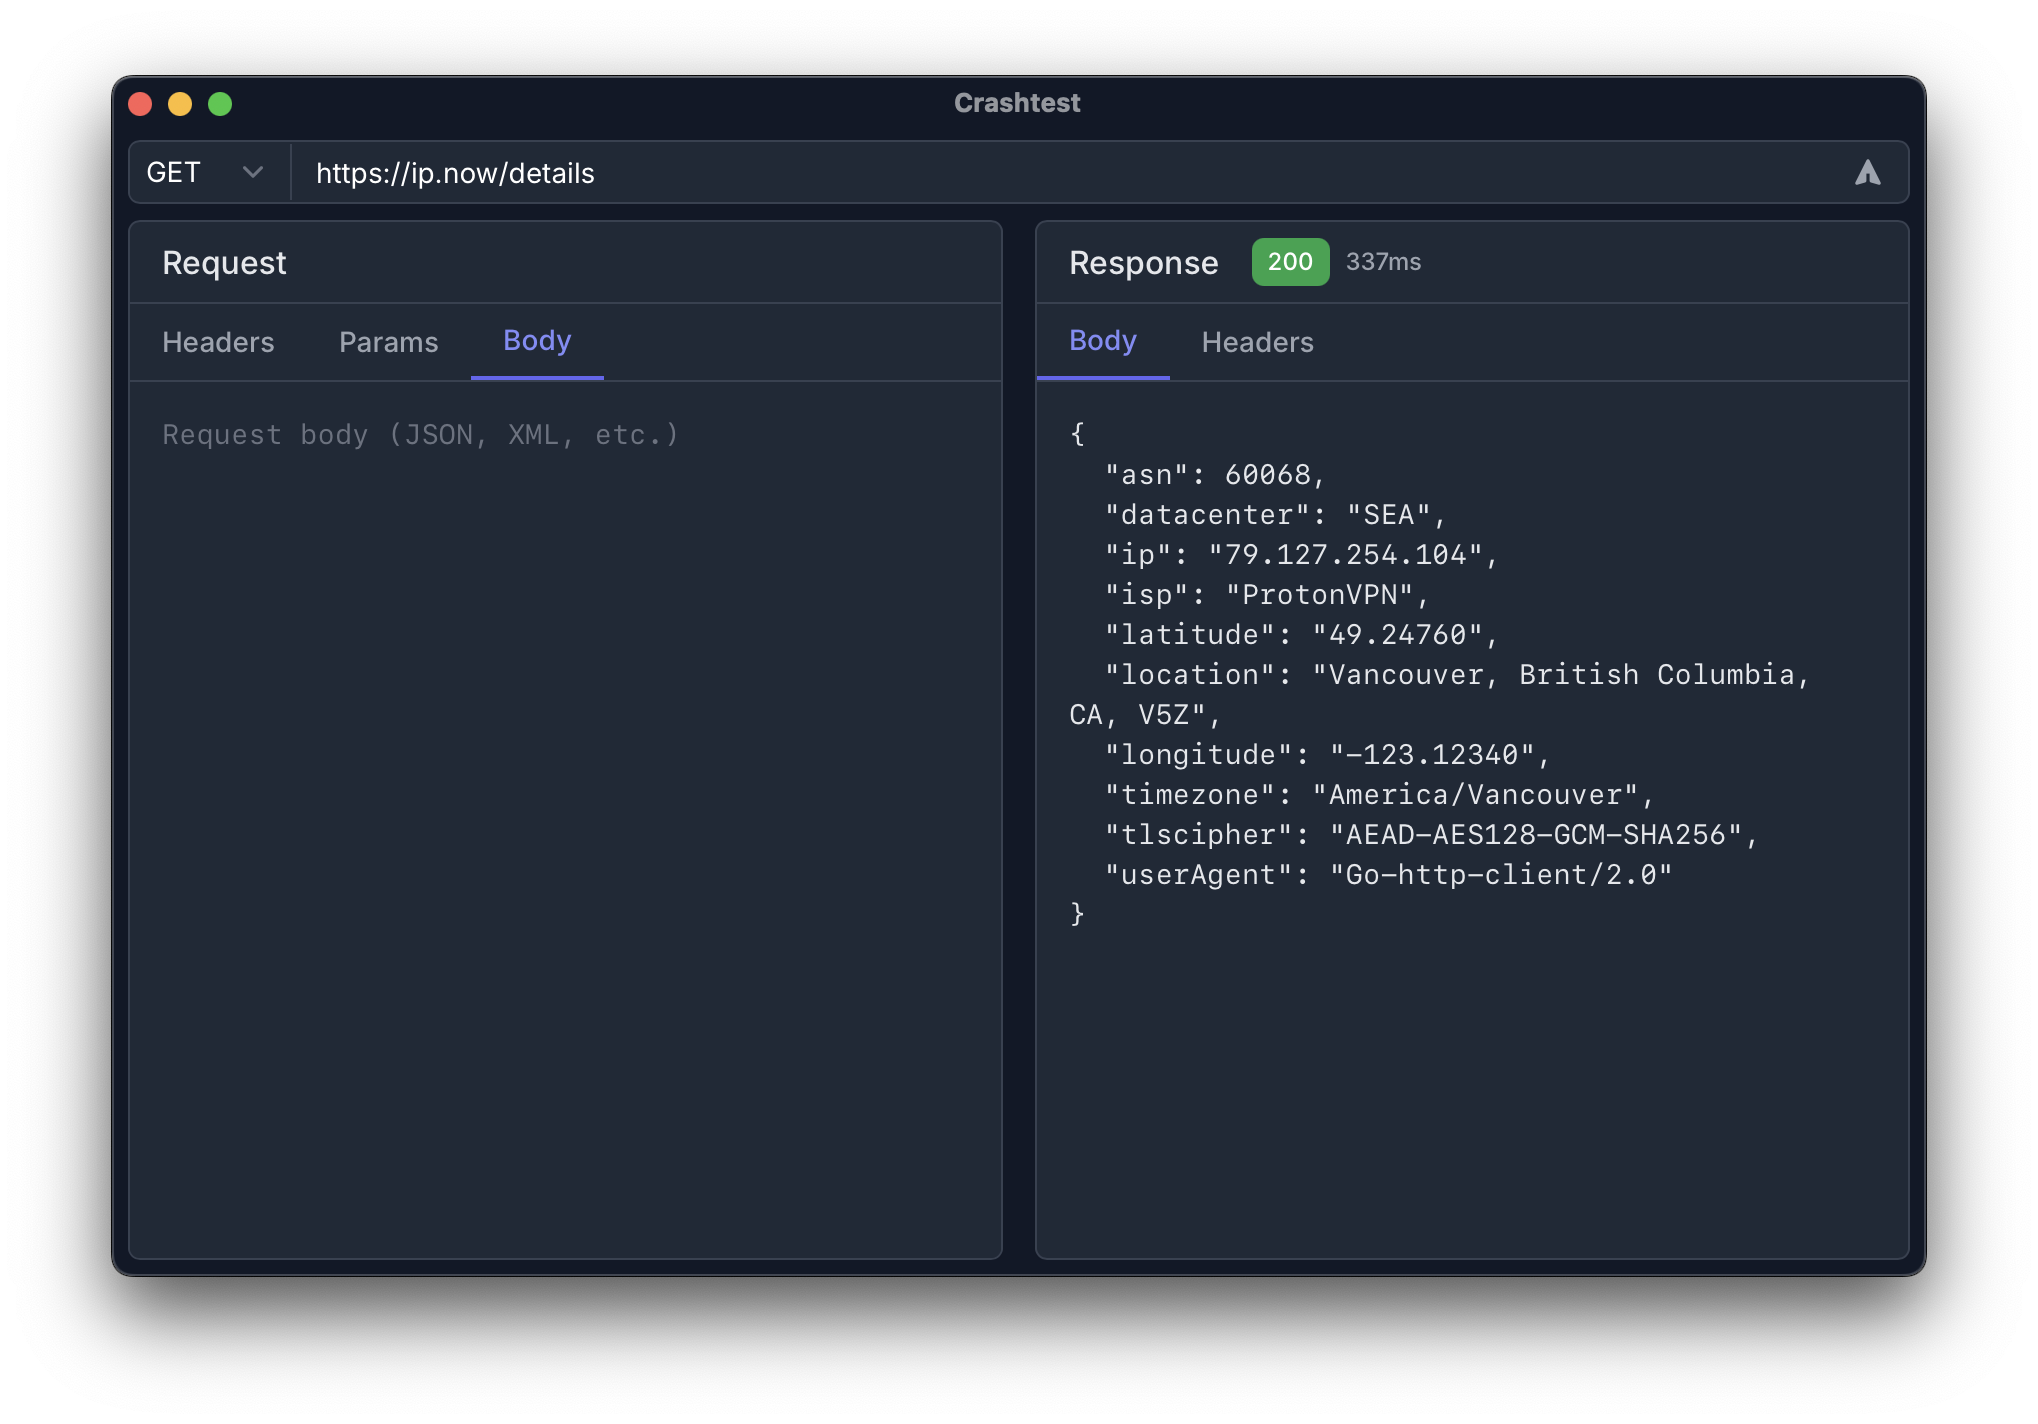 Crashtest
GET
https://ip.now/details
Request
Headers Params Body
Request body (JSON, XML, etc.)
Response 200 337ms
Body Headers
{
  "asn": 60068,
  "datacenter": "SEA",
  "ip": "79.127.254.104",
  "isp": "ProtonVPN",
  "latitude": "49.24760",
  "location": "Vancouver, British Columbia,
CA, V5Z",
  "longitude": "-123.12340",
  "timezone": "America/Vancouver",
  "tlscipher": "AEAD-AES128-GCM-SHA256",
  "userAgent": "Go-http-client/2.0"
}